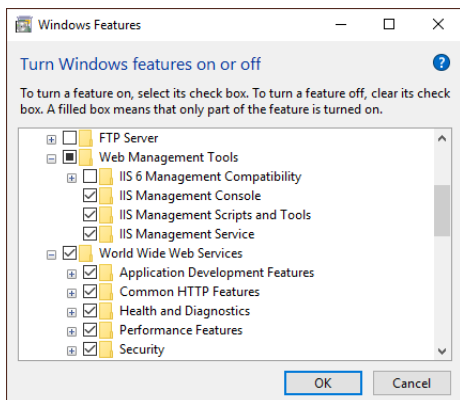 Windows Features
Turn Windows features on or off
?
To turn a feature on, select its check box. To turn a feature off, clear its check
box. A filled box means that only part of the feature is turned on.
FTP Server
Web Management Tools
IIS 6 Management Compatibility
IIS Management Console
IIS Management Scripts and Tools
IIS Management Service
World Wide Web Services
Application Development Features
Common HTTP Features
Health and Diagnostics
Performance Features
Security
OK Cancel